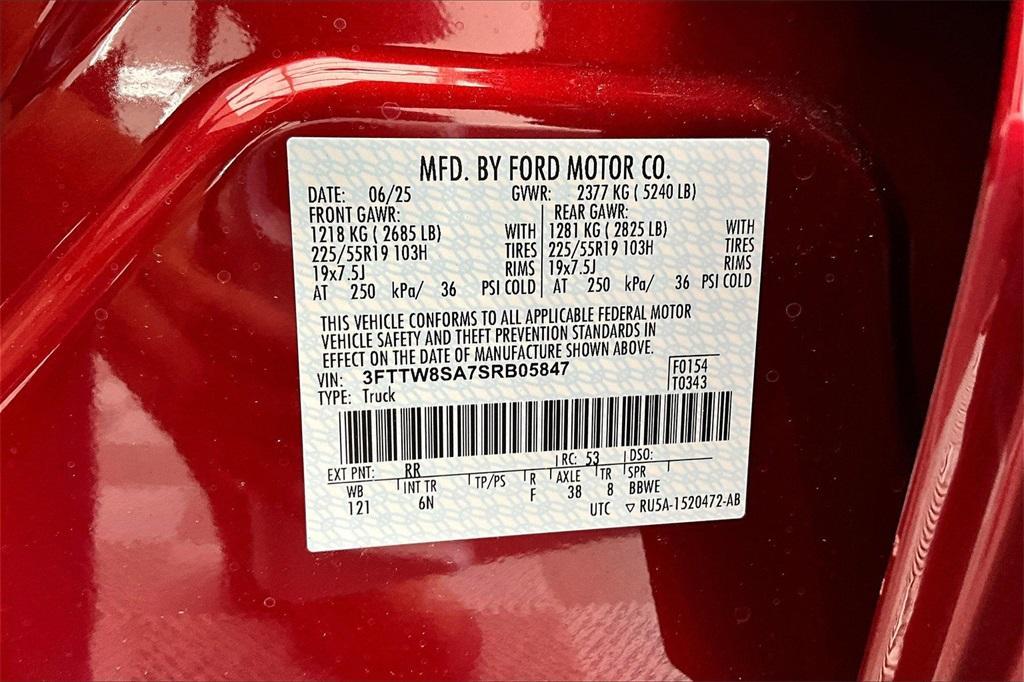 MFD. BY FORD MOTOR CO.
DATE: 06/25 GVWR: 2377 KG ( 5240 LB)
FRONT GAWR: REAR GAWR:
1218 KG ( 2685 LB) WITH 1281 KG ( 2825 LB) WITH
225/55R19 103H TIRES 225/55R19 103H TIRES
19x7.5J RIMS 19x7.5J RIMS
AT 250 kPa/ 36 PSI COLD AT 250 kPa/ 36 PSI COLD
THIS VEHICLE CONFORMS TO ALL APPLICABLE FEDERAL MOTOR
VEHICLE SAFETY AND THEFT PREVENTION STANDARDS IN
EFFECT ON THE DATE OF MANUFACTURE SHOWN ABOVE.
VIN: 3FTTW8SA7SRB05847 F0154
TYPE: Truck T0343
EXT PNT: RR RC: 53 DSO:
WB INT TR TP/PS R AXLE TR SPR
121 6N F 38 8 BBWE
UTC ▽ RU5A-1520472-AB